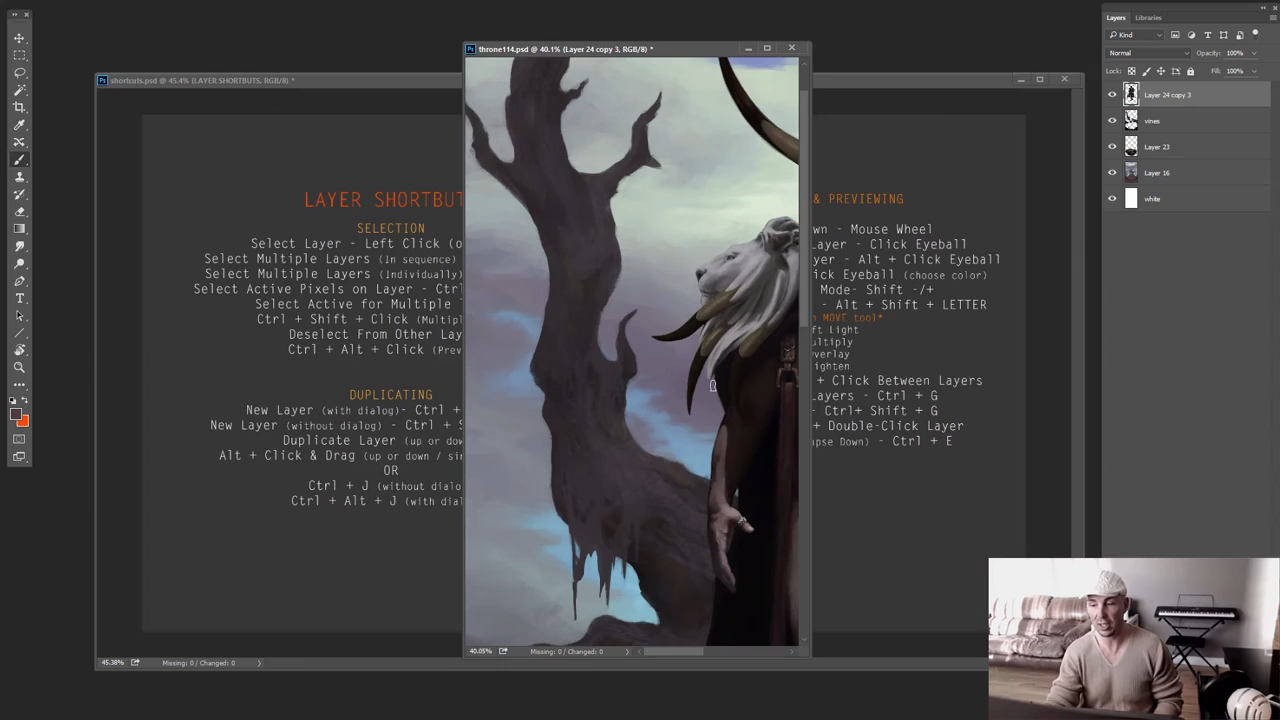 throne114.psd @ 40.1% (Layer 24 copy 3, RGB/8) *
shortcuts.psd @ 45.4% (LAYER SHORTBUTS, RGB/8) *
LAYER SHORTBUT
SELECTION
Select Layer - Left Click (o
Select Multiple Layers (In sequence)
Select Multiple Layers (Individually)
Select Active Pixels on Layer - Ctrl
Select Active for Multiple
Ctrl + Shift + Click (Multip
Deselect From Other Lay
Ctrl + Alt + Click (Prev
DUPLICATING
New Layer (with dialog)- Ctrl +
New Layer (without dialog) - Ctrl + S
Duplicate Layer (up or dow
Alt + Click & Drag (up or down / si
OR
Ctrl + J (without dialo
Ctrl + Alt + J (with dial
& PREVIEWING
wn - Mouse Wheel
Layer - Click Eyeball
yer - Alt + Click Eyeball
ick Eyeball (choose color)
Mode- Shift -/+
- Alt + Shift + LETTER
MOVE tool*
ft Light
ultiply
verlay
ighten
+ Click Between Layers
ayers - Ctrl + G
- Ctrl+ Shift + G
+ Double-Click Layer
pse Down) - Ctrl + E
45.38%
Missing: 0 / Changed: 0
40.05%
Missing: 0 / Changed: 0
Layers
Libraries
Kind
Normal
Opacity: 100%
Lock:
Fill: 100%
Layer 24 copy 3
vines
Layer 23
Layer 16
white